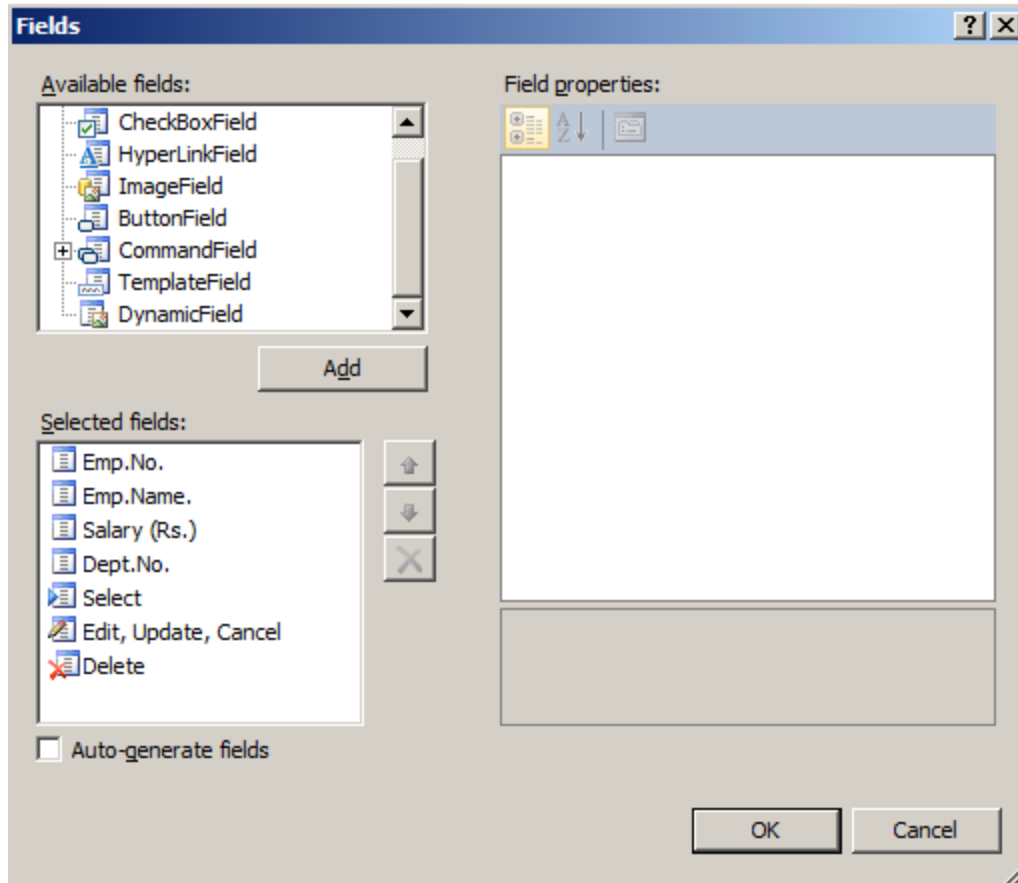 Fields
Available fields:
CheckBoxField
HyperLinkField
ImageField
ButtonField
CommandField
TemplateField
DynamicField
Add
Selected fields:
Emp.No.
Emp.Name.
Salary (Rs.)
Dept.No.
Select
Edit, Update, Cancel
Delete
Auto-generate fields
Field properties:
OK
Cancel